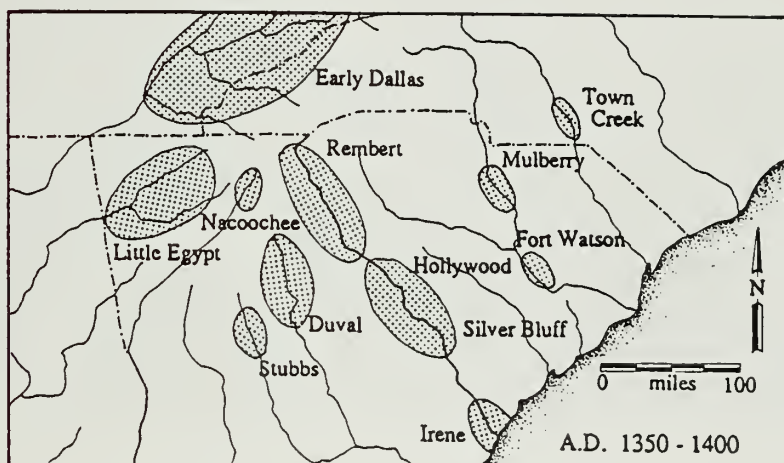 Early Dallas
Town
Creek
Rembert
Mulberry
Nacoochee
Little Egypt
Fort Watson
Hollywood
N
Duval
Silver Bluff
Stubbs
0 miles 100
Irene
A.D. 1350 - 1400